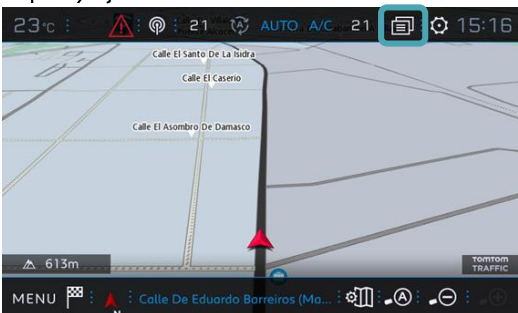 23°C
21 AUTO A/C 21
15:16
Calle El Santo De La Isidra
Calle El Caserio
Calle El Asombro De Damasco
613m
TOMTOM
TRAFFIC
MENU
Calle De Eduardo Barreiros (Ma...
N